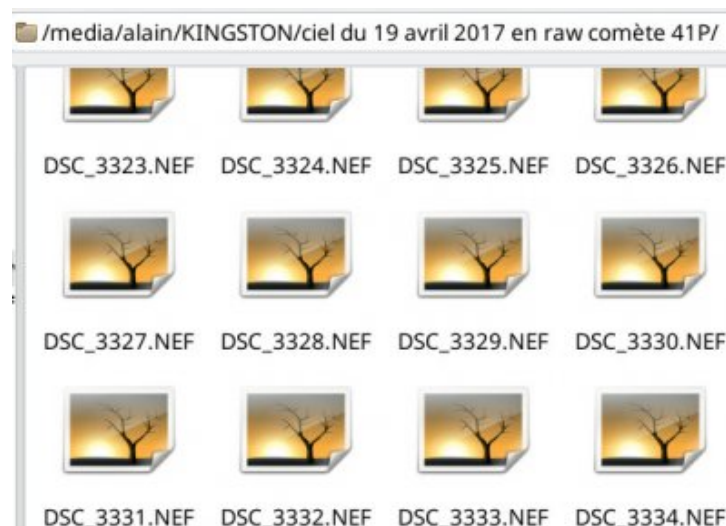 /media/alain/KINGSTON/ciel du 19 avril 2017 en raw comète 41P/
DSC_3323.NEF DSC_3324.NEF DSC_3325.NEF DSC_3326.NEF
DSC_3327.NEF DSC_3328.NEF DSC_3329.NEF DSC_3330.NEF
DSC_3331.NEF DSC_3332.NEF DSC_3333.NEF DSC_3334.NEF